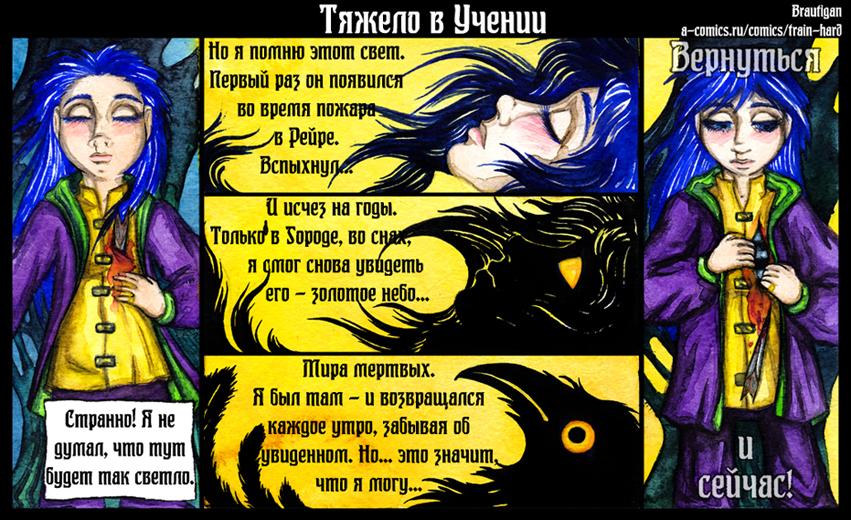 Тяжело в Учении
Braufigan
a-comics.ru/comics/train-hard
Странно! Я не
думал, что тут
будет так светло.
Но я помню этот свет.
Первый раз он появился
во время пожара
в Рейре.
Вспыхнул...
И исчез на годы.
Только в Городе, во снах,
я смог снова увидеть
его – золотое небо...
Мира мертвых.
Я был там – и возвращался
каждое утро, забывая об
увиденном. Но... это значит,
что я могу...
Вернуться
и
сейчас!